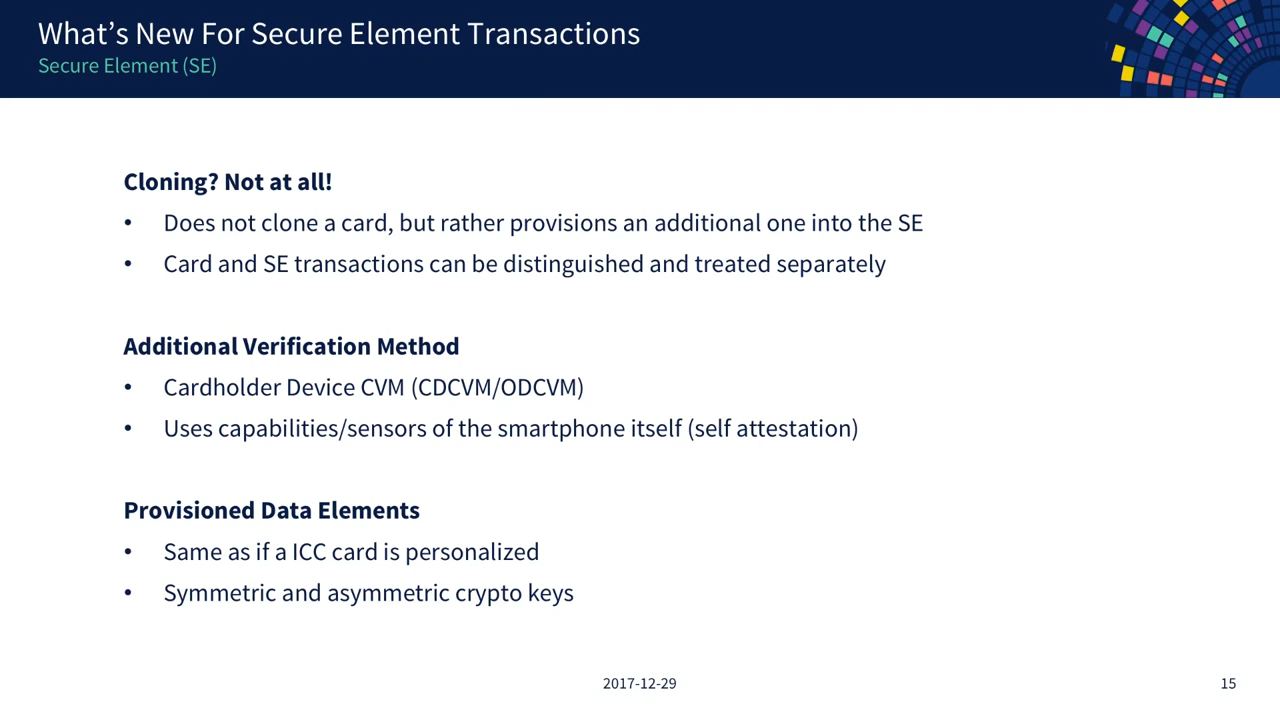 What’s New For Secure Element Transactions
Secure Element (SE)
Cloning? Not at all!
• Does not clone a card, but rather provisions an additional one into the SE
• Card and SE transactions can be distinguished and treated separately
Additional Verification Method
• Cardholder Device CVM (CDCVM/ODCVM)
• Uses capabilities/sensors of the smartphone itself (self attestation)
Provisioned Data Elements
• Same as if a ICC card is personalized
• Symmetric and asymmetric crypto keys
2017-12-29
15